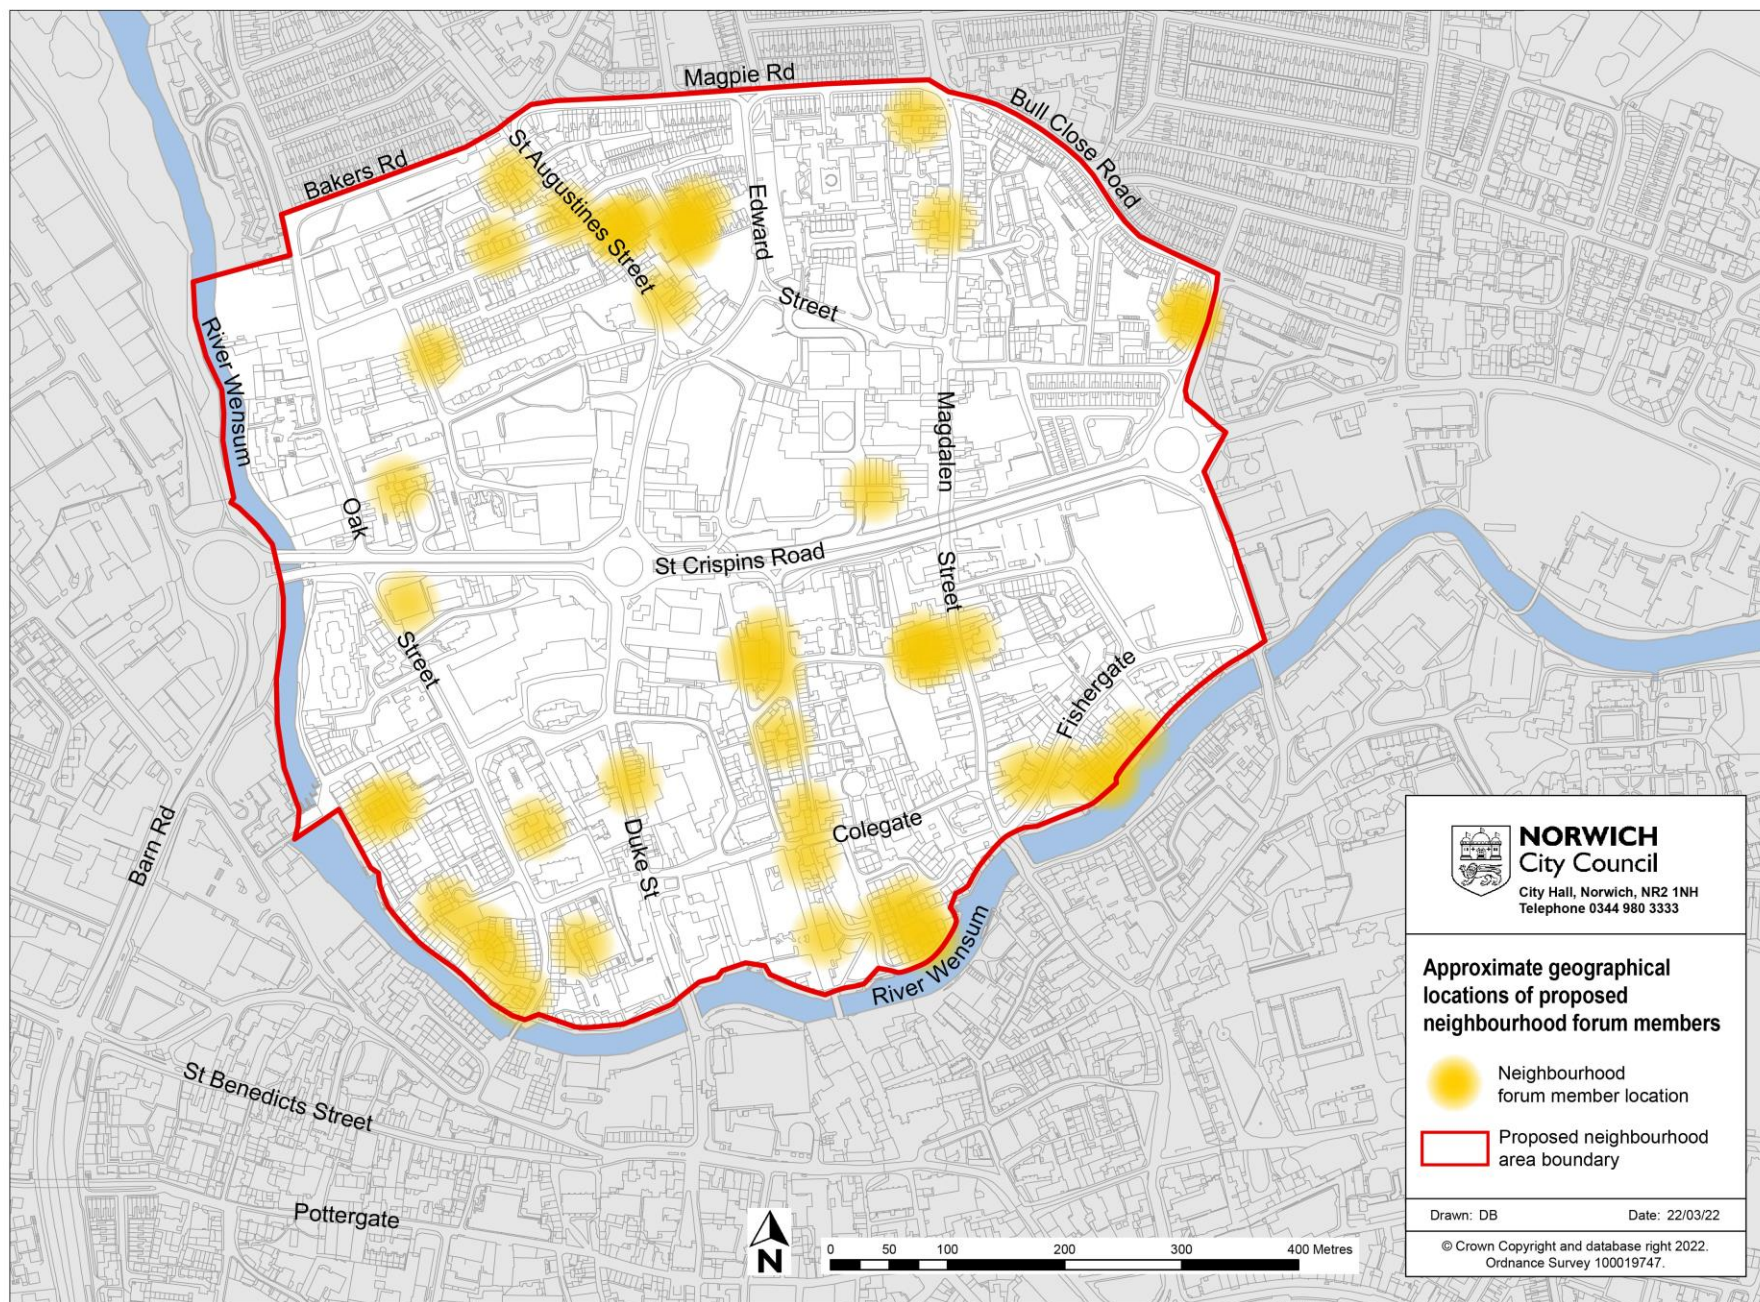 Magpie Rd
Bull Close Road
Bakers Rd
St Augustines Street
Edward
Street
River Wensum
Magdalen
Street
Oak
Street
St Crispins Road
Fishergate
Barn Rd
Duke St
Colegate
River Wensum
St Benedicts Street
Pottergate
N
0 50 100 200 300 400 Metres
NORWICH
City Council
City Hall, Norwich, NR2 1NH
Telephone 0344 980 3333
Approximate geographical
locations of proposed
neighbourhood forum members
Neighbourhood
forum member location
Proposed neighbourhood
area boundary
Drawn: DB Date: 22/03/22
© Crown Copyright and database right 2022.
Ordnance Survey 100019747.